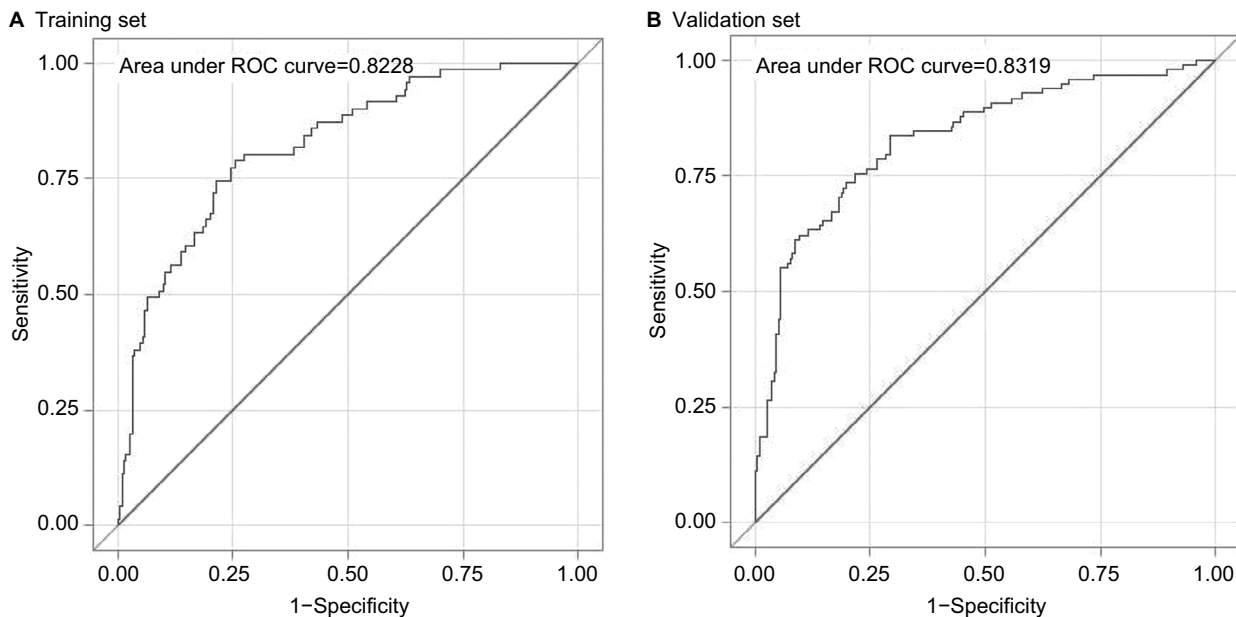 A Training set
Area under ROC curve=0.8228
1.00
0.75
0.50
0.25
0.00
Sensitivity
0.00 0.25 0.50 0.75 1.00
1−Specificity
B Validation set
Area under ROC curve=0.8319
1.00
0.75
0.50
0.25
0.00
Sensitivity
0.00 0.25 0.50 0.75 1.00
1−Specificity